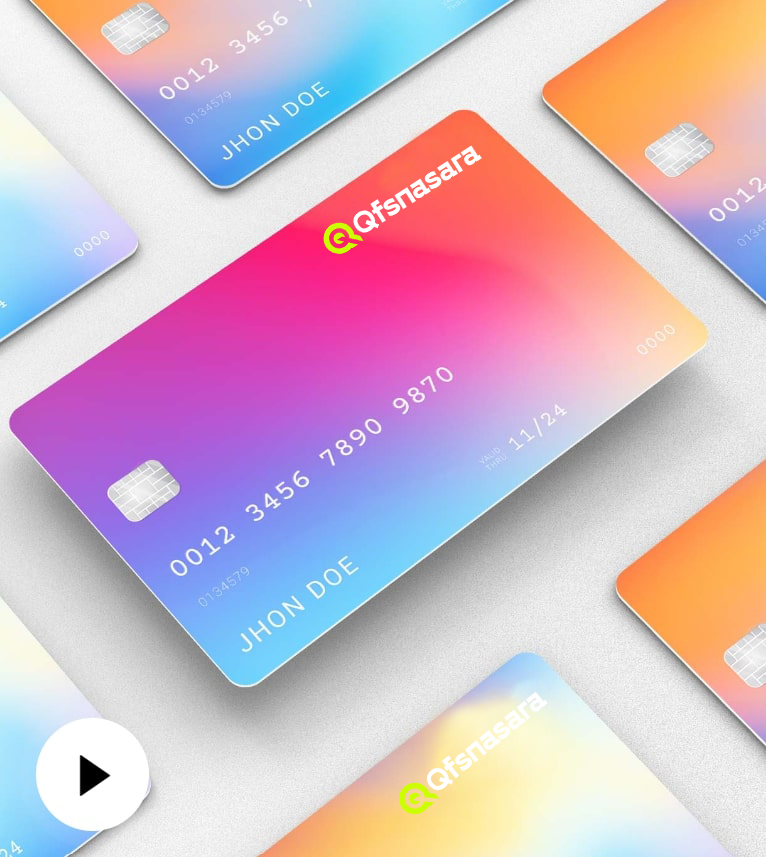 0012 3456 7
0134579
JHON DOE
0000
Qfsnasara
0012 3456 7890 9870
0134579
VALID
THRU
11/24
0000
JHON DOE
0012
Qfsnasara
24